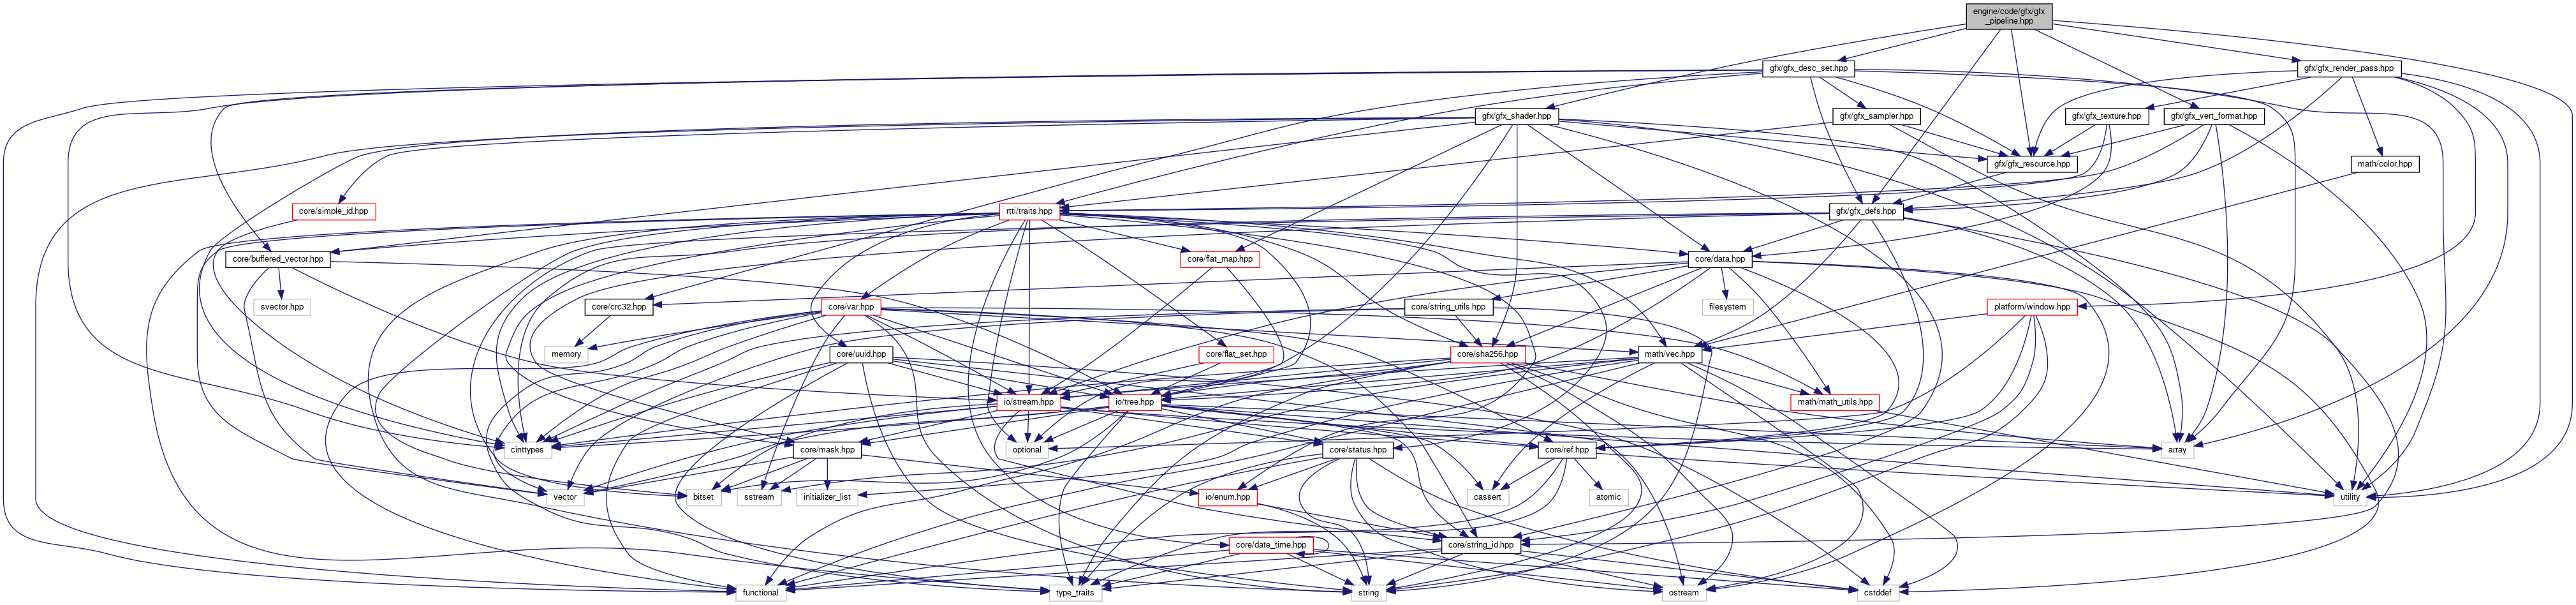 engine/code/gfx/gfx
_pipeline.hpp
gfx/gfx_desc_set.hpp
gfx/gfx_render_pass.hpp
gfx/gfx_shader.hpp
gfx/gfx_sampler.hpp
gfx/gfx_texture.hpp
gfx/gfx_vert_format.hpp
gfx/gfx_resource.hpp
math/color.hpp
core/simple_id.hpp
rtti/traits.hpp
gfx/gfx_defs.hpp
core/buffered_vector.hpp
core/flat_map.hpp
core/data.hpp
svector.hpp
core/crc32.hpp
core/var.hpp
core/string_utils.hpp
filesystem
platform/window.hpp
memory
core/uuid.hpp
core/flat_set.hpp
core/sha256.hpp
math/vec.hpp
io/stream.hpp
io/tree.hpp
math/math_utils.hpp
cinttypes
core/mask.hpp
optional
core/status.hpp
core/ref.hpp
array
vector
bitset
sstream
initializer_list
io/enum.hpp
cassert
atomic
utility
core/date_time.hpp
core/string_id.hpp
functional
type_traits
string
ostream
cstddef